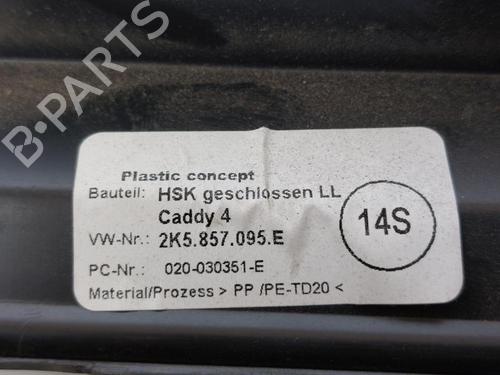 B-PARTS
Plastic concept
Bauteil: HSK geschlossen LL
Caddy 4
14S
VW-Nr.: 2K5.857.095.E
PC-Nr.: 020-030351-E
Material/Prozess > PP /PE-TD20 <